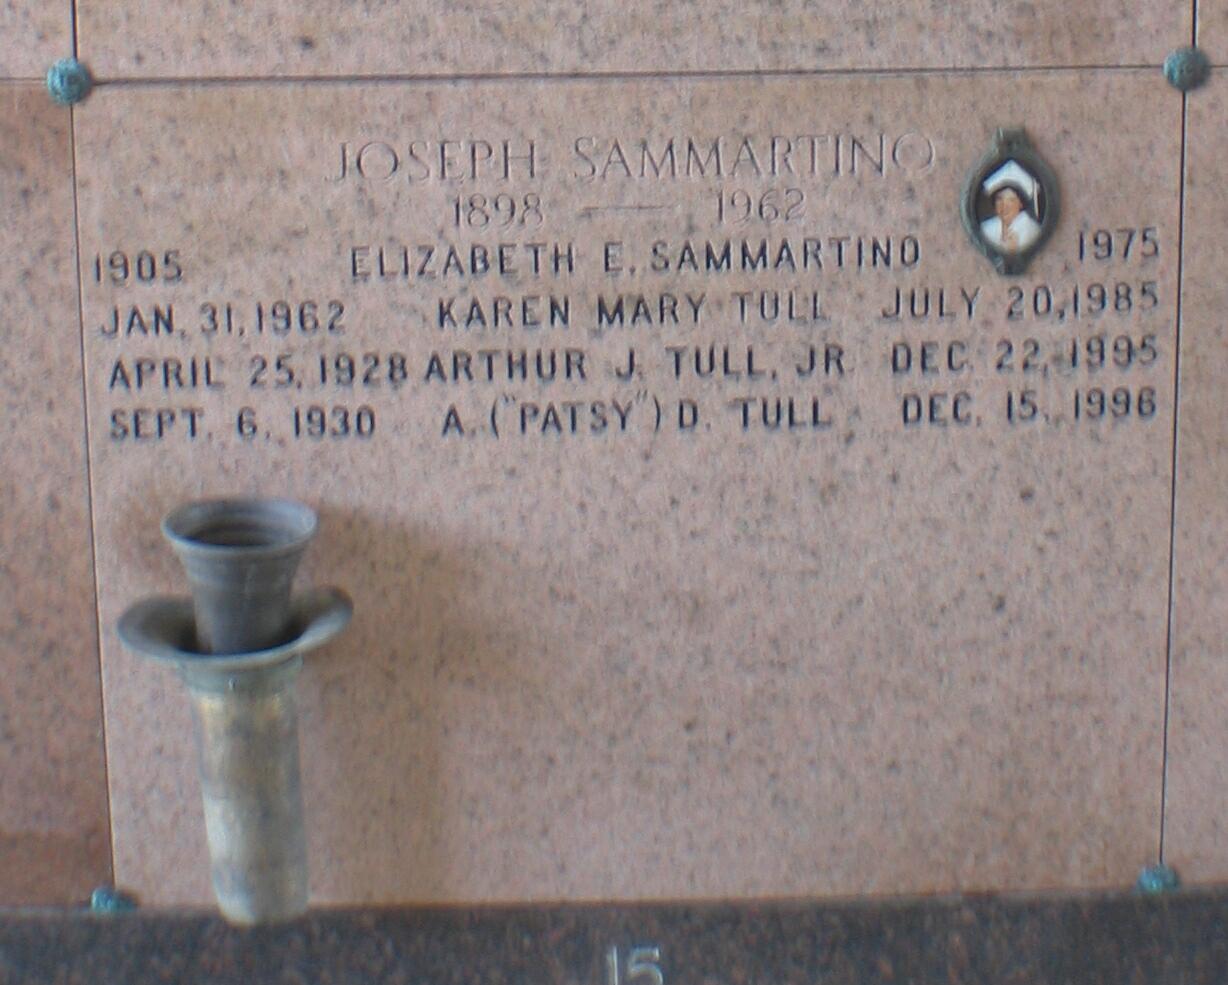 JOSEPH SAMMARTINO
1898 — 1962
1905 ELIZABETH E. SAMMARTINO 1975
JAN. 31, 1962 KAREN MARY TULL JULY 20, 1985
APRIL 25, 1928 ARTHUR J. TULL, JR DEC. 22, 1995
SEPT. 6, 1930 A. ("PATSY") D. TULL DEC. 15, 1996
15